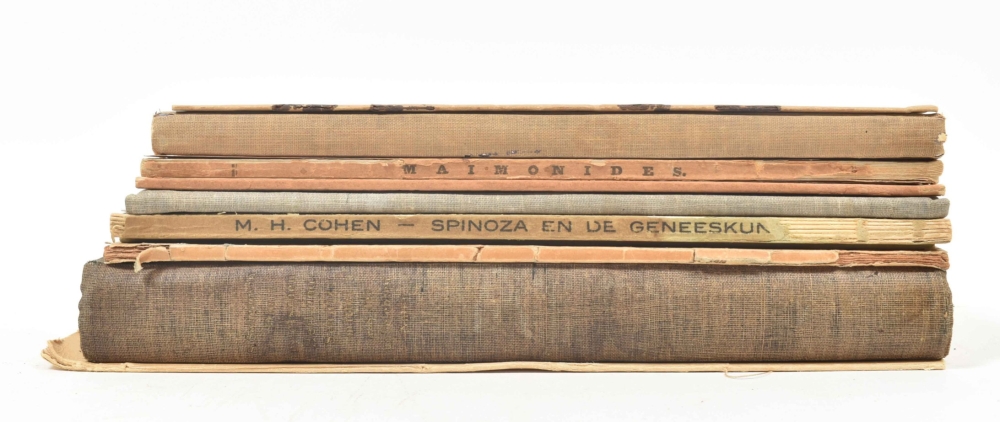 MAIMONIDES.
M. H. COHEN — SPINOZA EN DE GENEESKUN